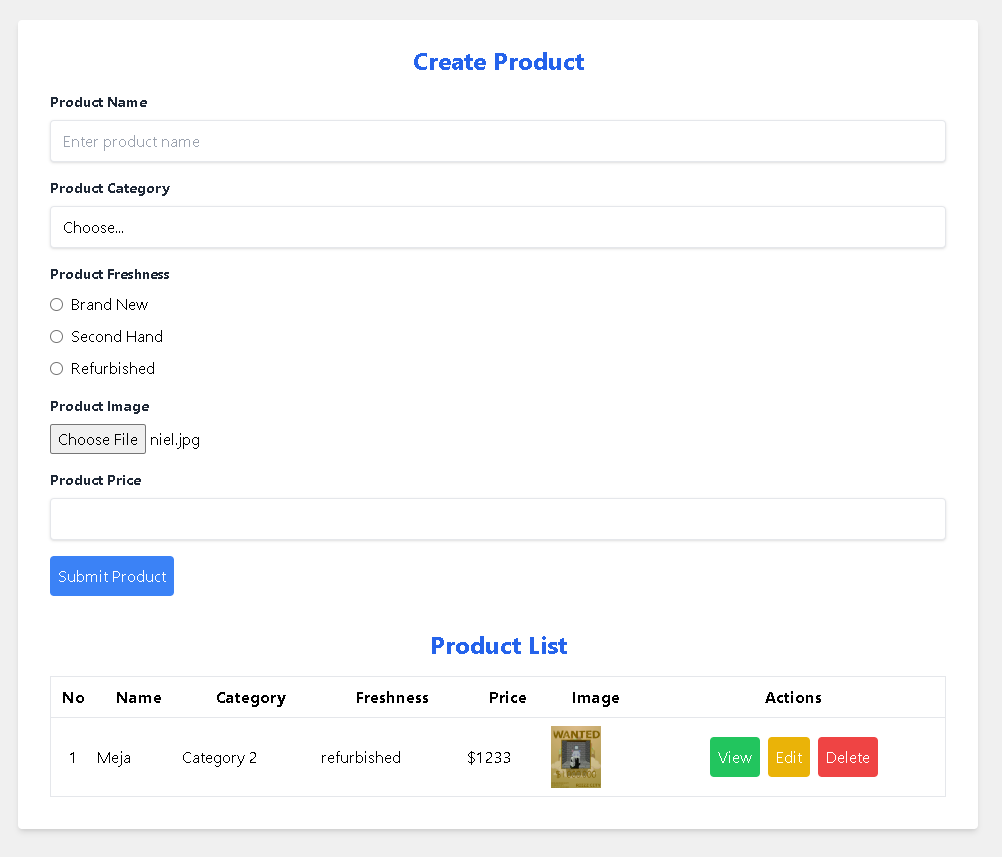 Create Product
Product Name
Enter product name
Product Category
Choose...
Product Freshness
Brand New
Second Hand
Refurbished
Product Image
Choose File niel.jpg
Product Price
Submit Product
Product List
No Name Category Freshness Price Image Actions
1 Meja Category 2 refurbished $1233 View Edit Delete
WANTED